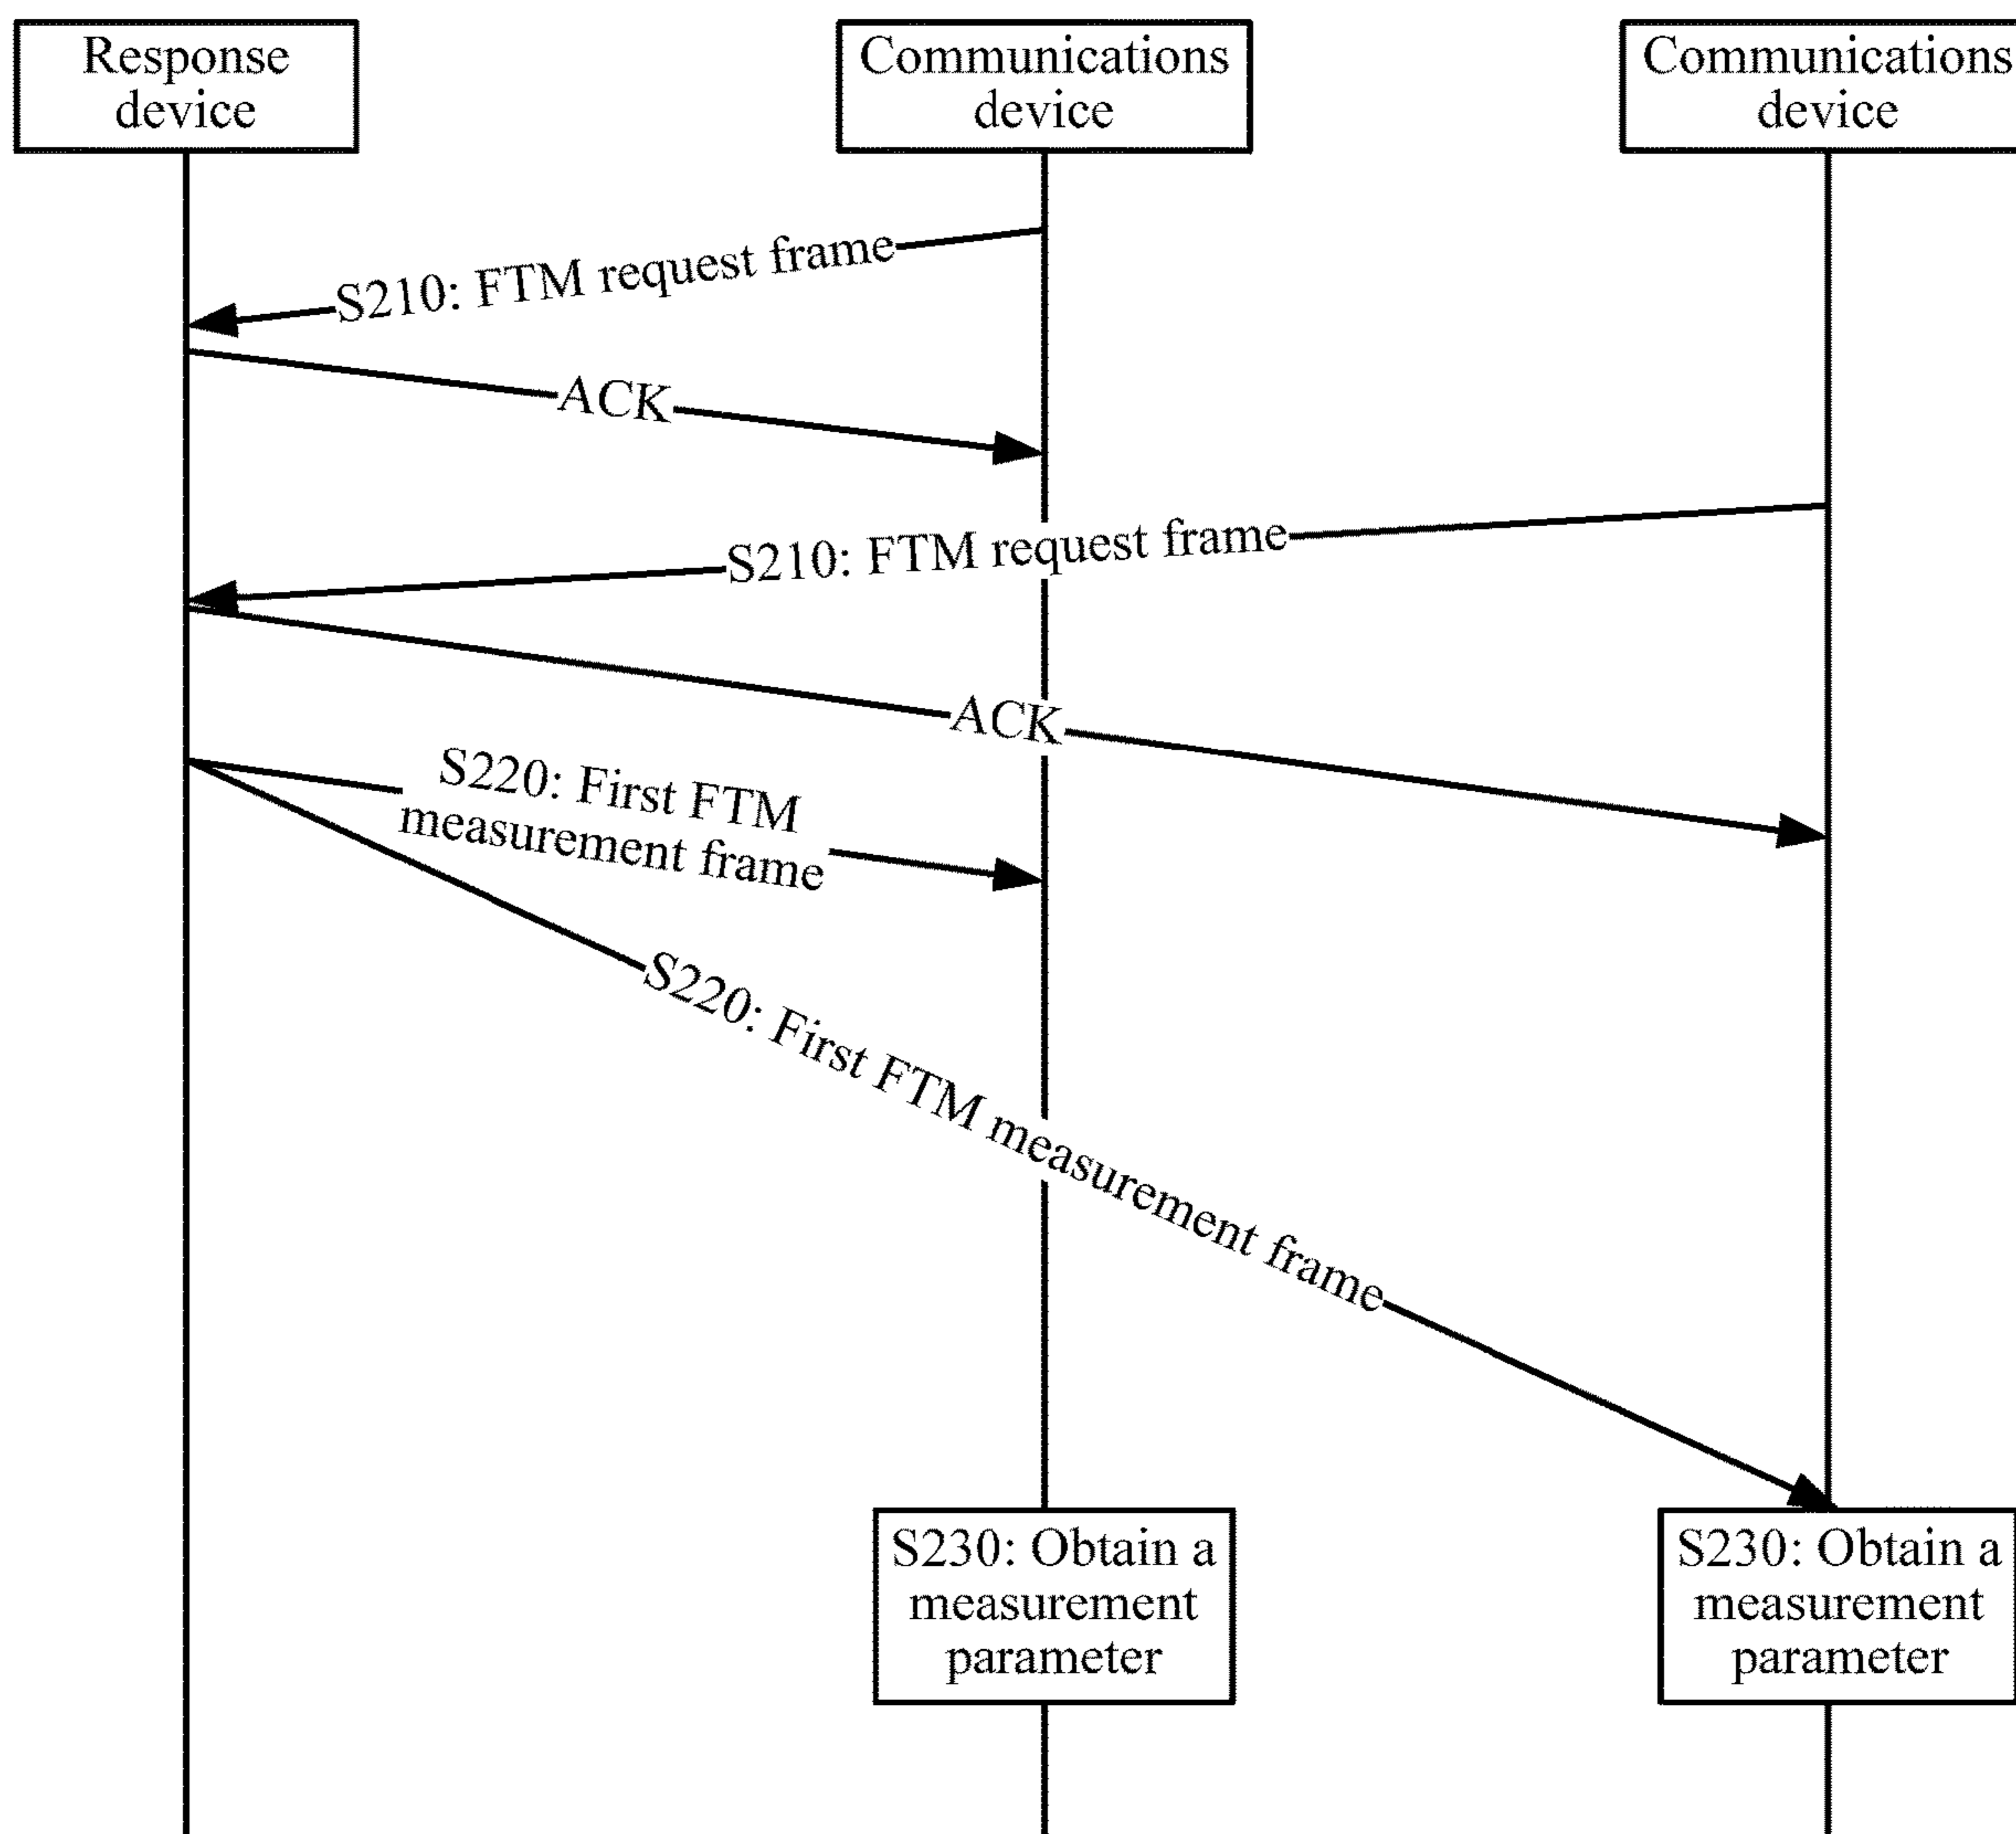 Response
device
Communications
device
Communications
device
S210: FTM request frame
ACK
S210: FTM request frame
ACK
S220: First FTM
measurement frame
S220: First FTM measurement frame
S230: Obtain a
measurement
parameter
S230: Obtain a
measurement
parameter